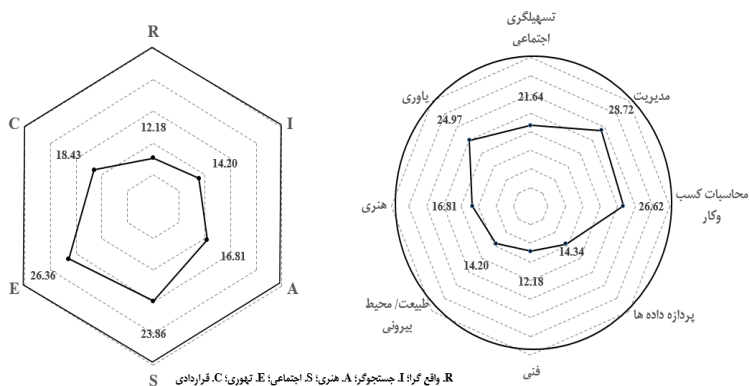 R
I
A
S
E
C
12.18
14.20
16.81
23.86
26.36
18.43
تسهیلگری
اجتماعی
مدیریت
محاسبات کسب
وکار
پردازه داده ها
فنی
طبیعت/ محیط
بیرونی
هنری
یاوری
21.64
28.72
26.62
14.34
12.18
14.20
16.81
24.97
R. واقع گرا؛ I. جستجوگر؛ A. هنری؛ S. اجتماعی؛ E. تهوری؛ C. قراردادی